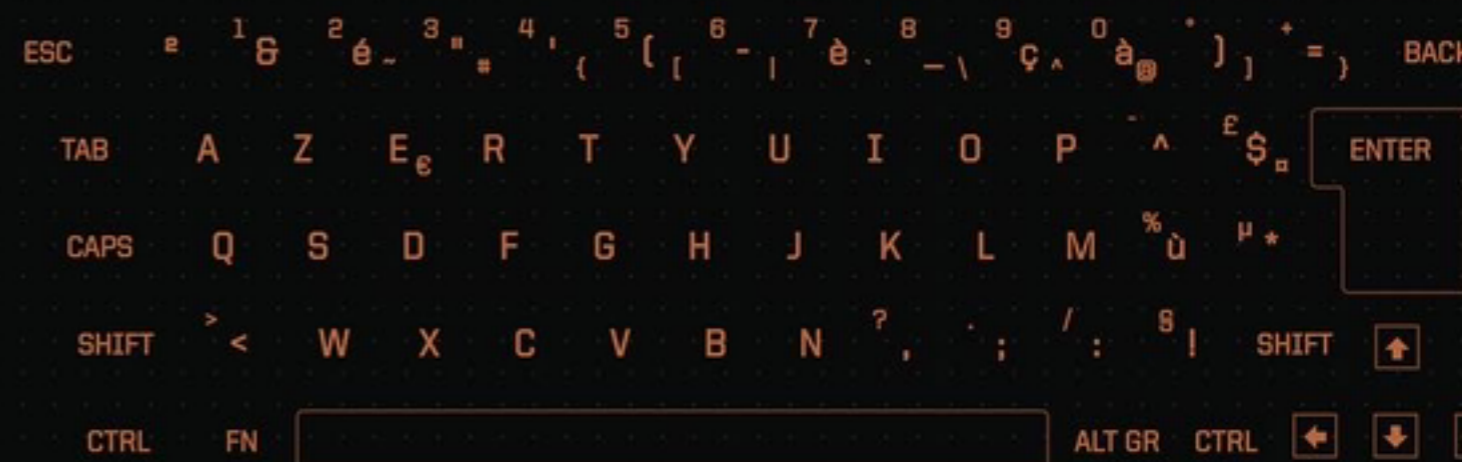 ESC ² 1 & 2 é ~ 3 " # 4 ' { 5 ( [ 6 - | 7 è ` 8 _ \ 9 ç ^ 0 à @ ° ) ] + = } BACK
TAB A Z E € R T Y U I O P ¨ ^ £ $ ¤ ENTER
CAPS Q S D F G H J K L M % ù µ *
SHIFT > < W X C V B N ? , . ; / : § ! SHIFT ↑
CTRL FN ALT GR CTRL ← ↓